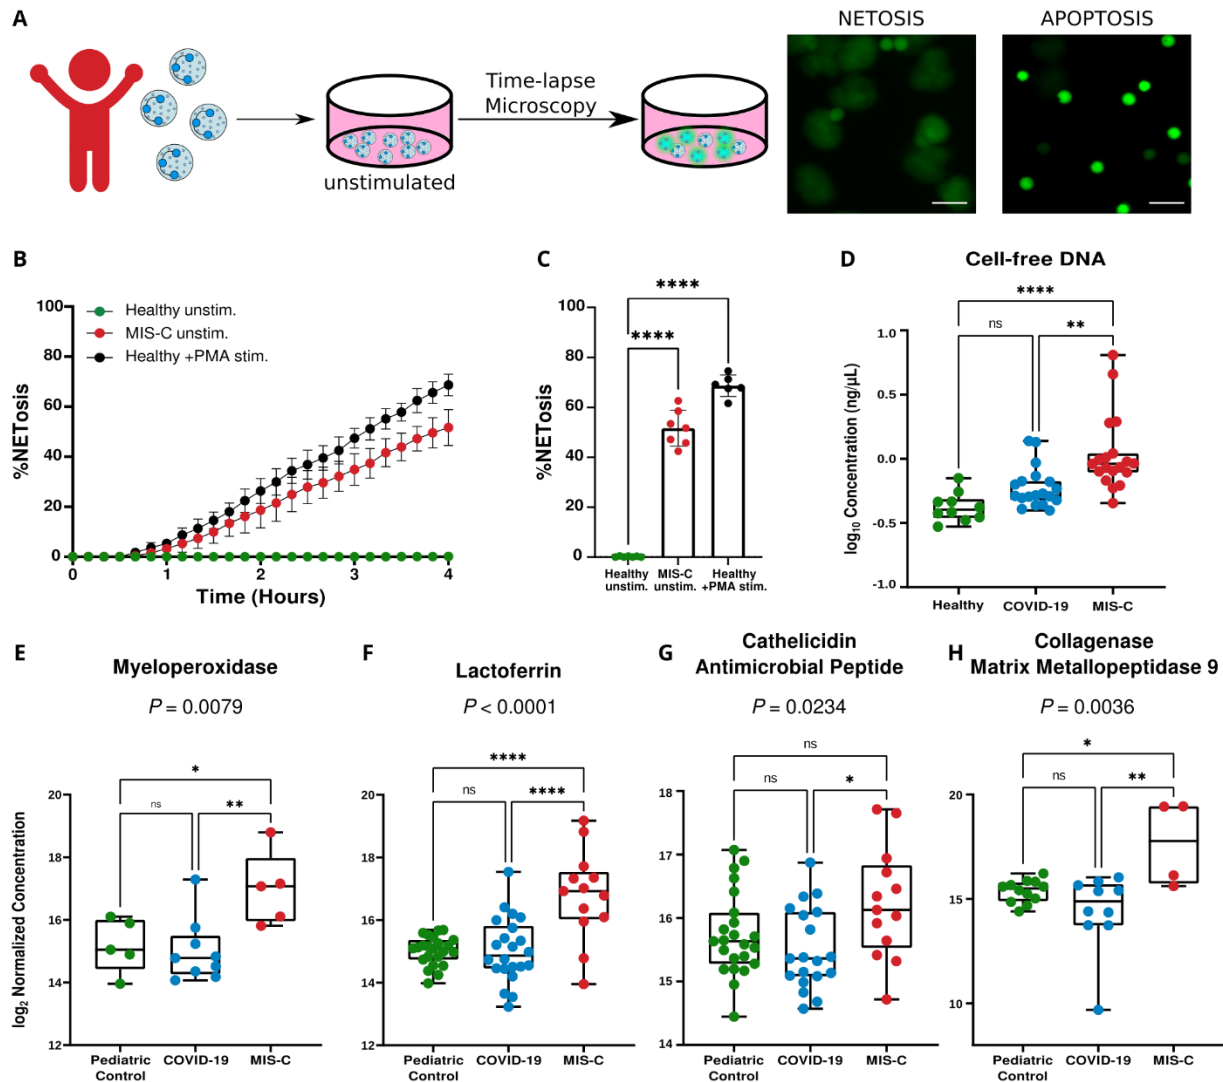 A
unstimulated
Time-lapse
Microscopy
NETOSIS
APOPTOSIS
B
100
80
60
40
20
0
%NETosis
Healthy unstim.
MIS-C unstim.
Healthy +PMA stim.
0
1
2
3
4
Time (Hours)
C
****
****
100
80
60
40
20
0
%NETosis
Healthy
unstim.
MIS-C
unstim.
Healthy
+PMA stim.
D
Cell-free DNA
****
ns
**
1.0
0.5
0.0
-0.5
-1.0
log10 Concentration (ng/µL)
Healthy
COVID-19
MIS-C
E
Myeloperoxidase
P = 0.0079
*
ns
**
20
18
16
14
12
log2 Normalized Concentration
Pediatric
Control
COVID-19
MIS-C
F
Lactoferrin
P < 0.0001
****
ns
****
20
18
16
14
12
Pediatric
Control
COVID-19
MIS-C
G
Cathelicidin
Antimicrobial Peptide
P = 0.0234
ns
ns
*
18
17
16
15
14
Pediatric
Control
COVID-19
MIS-C
H
Collagenase
Matrix Metallopeptidase 9
P = 0.0036
*
ns
**
20
15
10
Pediatric
Control
COVID-19
MIS-C